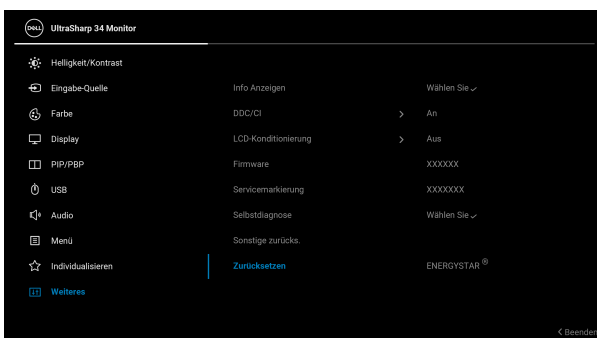 DELL UltraSharp 34 Monitor
Helligkeit/Kontrast
Eingabe-Quelle Info Anzeigen Wählen Sie
Farbe DDC/CI An
Display LCD-Konditionierung Aus
PIP/PBP Firmware XXXXXX
USB Servicemarkierung XXXXXXX
Audio Selbstdiagnose Wählen Sie
Menü Sonstige zurücks.
Individualisieren Zurücksetzen ENERGYSTAR ®
Weiteres
Beenden